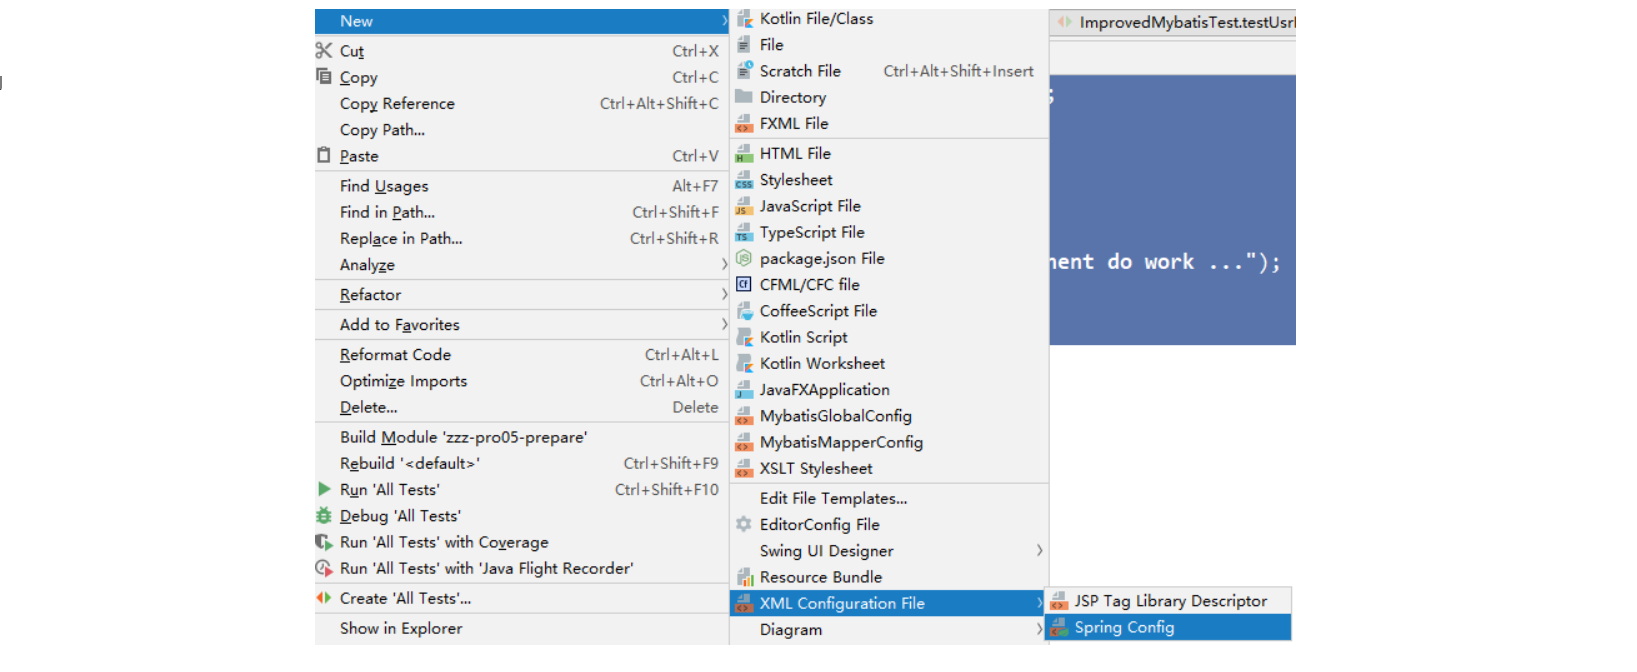 New
Cut Ctrl+X
Copy Ctrl+C
Copy Reference Ctrl+Alt+Shift+C
Copy Path...
Paste Ctrl+V
Find Usages Alt+F7
Find in Path... Ctrl+Shift+F
Replace in Path... Ctrl+Shift+R
Analyze
Refactor
Add to Favorites
Reformat Code Ctrl+Alt+L
Optimize Imports Ctrl+Alt+O
Delete... Delete
Build Module 'zzz-pro05-prepare'
Rebuild '<default>' Ctrl+Shift+F9
Run 'All Tests' Ctrl+Shift+F10
Debug 'All Tests'
Run 'All Tests' with Coverage
Run 'All Tests' with 'Java Flight Recorder'
Create 'All Tests'...
Show in Explorer
Kotlin File/Class
File
Scratch File Ctrl+Alt+Shift+Insert
Directory
FXML File
HTML File
Stylesheet
JavaScript File
TypeScript File
package.json File
CFML/CFC file
CoffeeScript File
Kotlin Script
Kotlin Worksheet
JavaFXApplication
MybatisGlobalConfig
MybatisMapperConfig
XSLT Stylesheet
Edit File Templates...
EditorConfig File
Swing UI Designer
Resource Bundle
XML Configuration File
Diagram
JSP Tag Library Descriptor
Spring Config
ImprovedMybatisTest.testUsr
;
nent do work ...");